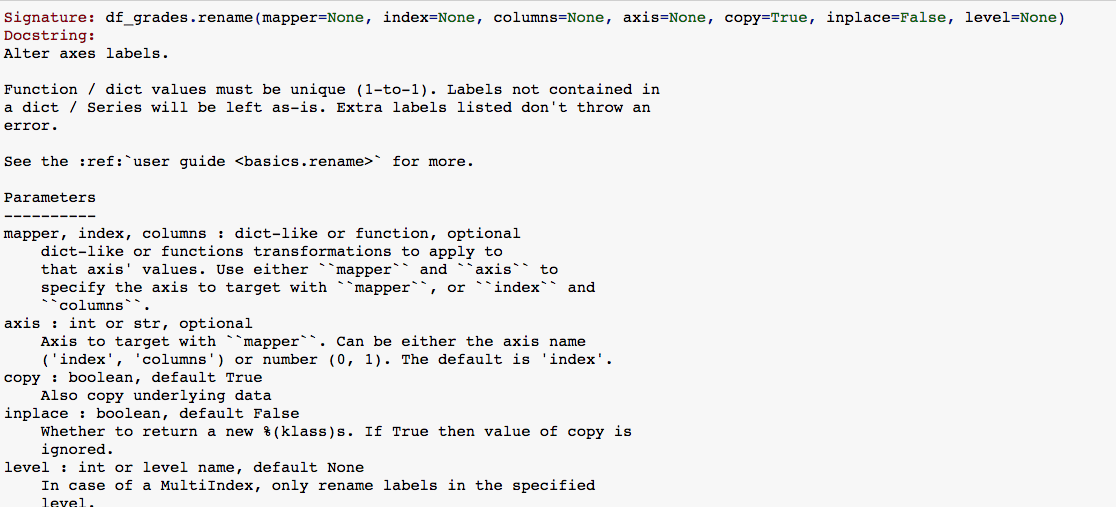 Signature: df_grades.rename(mapper=None, index=None, columns=None, axis=None, copy=True, inplace=False, level=None)
Docstring:
Alter axes labels.

Function / dict values must be unique (1-to-1). Labels not contained in
a dict / Series will be left as-is. Extra labels listed don't throw an
error.

See the :ref:`user guide <basics.rename>` for more.

Parameters
----------
mapper, index, columns : dict-like or function, optional
    dict-like or functions transformations to apply to
    that axis' values. Use either ``mapper`` and ``axis`` to
    specify the axis to target with ``mapper``, or ``index`` and
    ``columns``.
axis : int or str, optional
    Axis to target with ``mapper``. Can be either the axis name
    ('index', 'columns') or number (0, 1). The default is 'index'.
copy : boolean, default True
    Also copy underlying data
inplace : boolean, default False
    Whether to return a new %(klass)s. If True then value of copy is
    ignored.
level : int or level name, default None
    In case of a MultiIndex, only rename labels in the specified
    level.